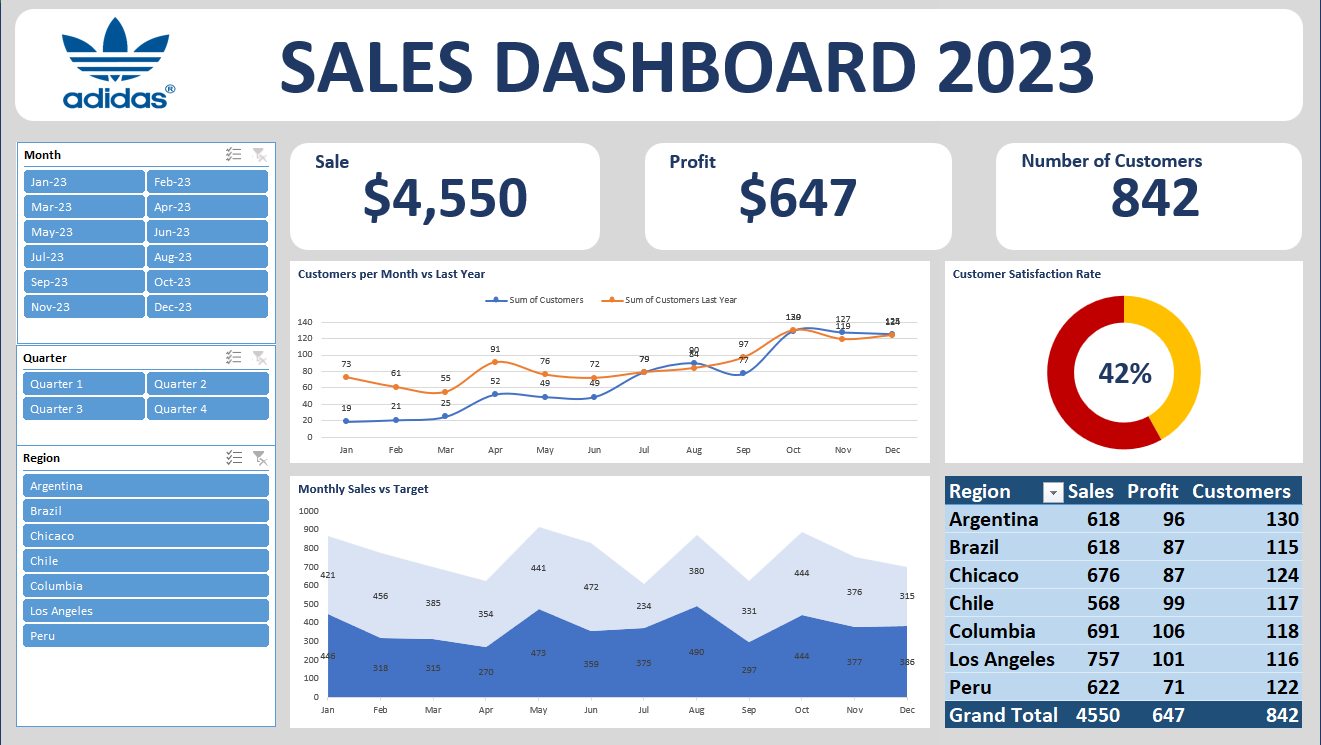 adidas®
SALES DASHBOARD 2023
Month
Jan-23 Feb-23
Mar-23 Apr-23
May-23 Jun-23
Jul-23 Aug-23
Sep-23 Oct-23
Nov-23 Dec-23
Quarter
Quarter 1 Quarter 2
Quarter 3 Quarter 4
Region
Argentina
Brazil
Chicaco
Chile
Columbia
Los Angeles
Peru
Sale
$4,550
Profit
$647
Number of Customers
842
Customers per Month vs Last Year
Sum of Customers Sum of Customers Last Year
140
120
100
80
60
40
20
0
73 61 55 91 76 72 79 84 97 119
19 21 25 52 49 49 90 77 127
Jan Feb Mar Apr May Jun Jul Aug Sep Oct Nov Dec
Customer Satisfaction Rate
42%
Monthly Sales vs Target
1000
900
800
700
600
500
400
300
200
100
0
421 456 385 354 441 472 234 380 331 444 376 315
446 318 315 270 473 359 375 490 297 444 377 386
Jan Feb Mar Apr May Jun Jul Aug Sep Oct Nov Dec
Region Sales Profit Customers
Argentina 618 96 130
Brazil 618 87 115
Chicaco 676 87 124
Chile 568 99 117
Columbia 691 106 118
Los Angeles 757 101 116
Peru 622 71 122
Grand Total 4550 647 842